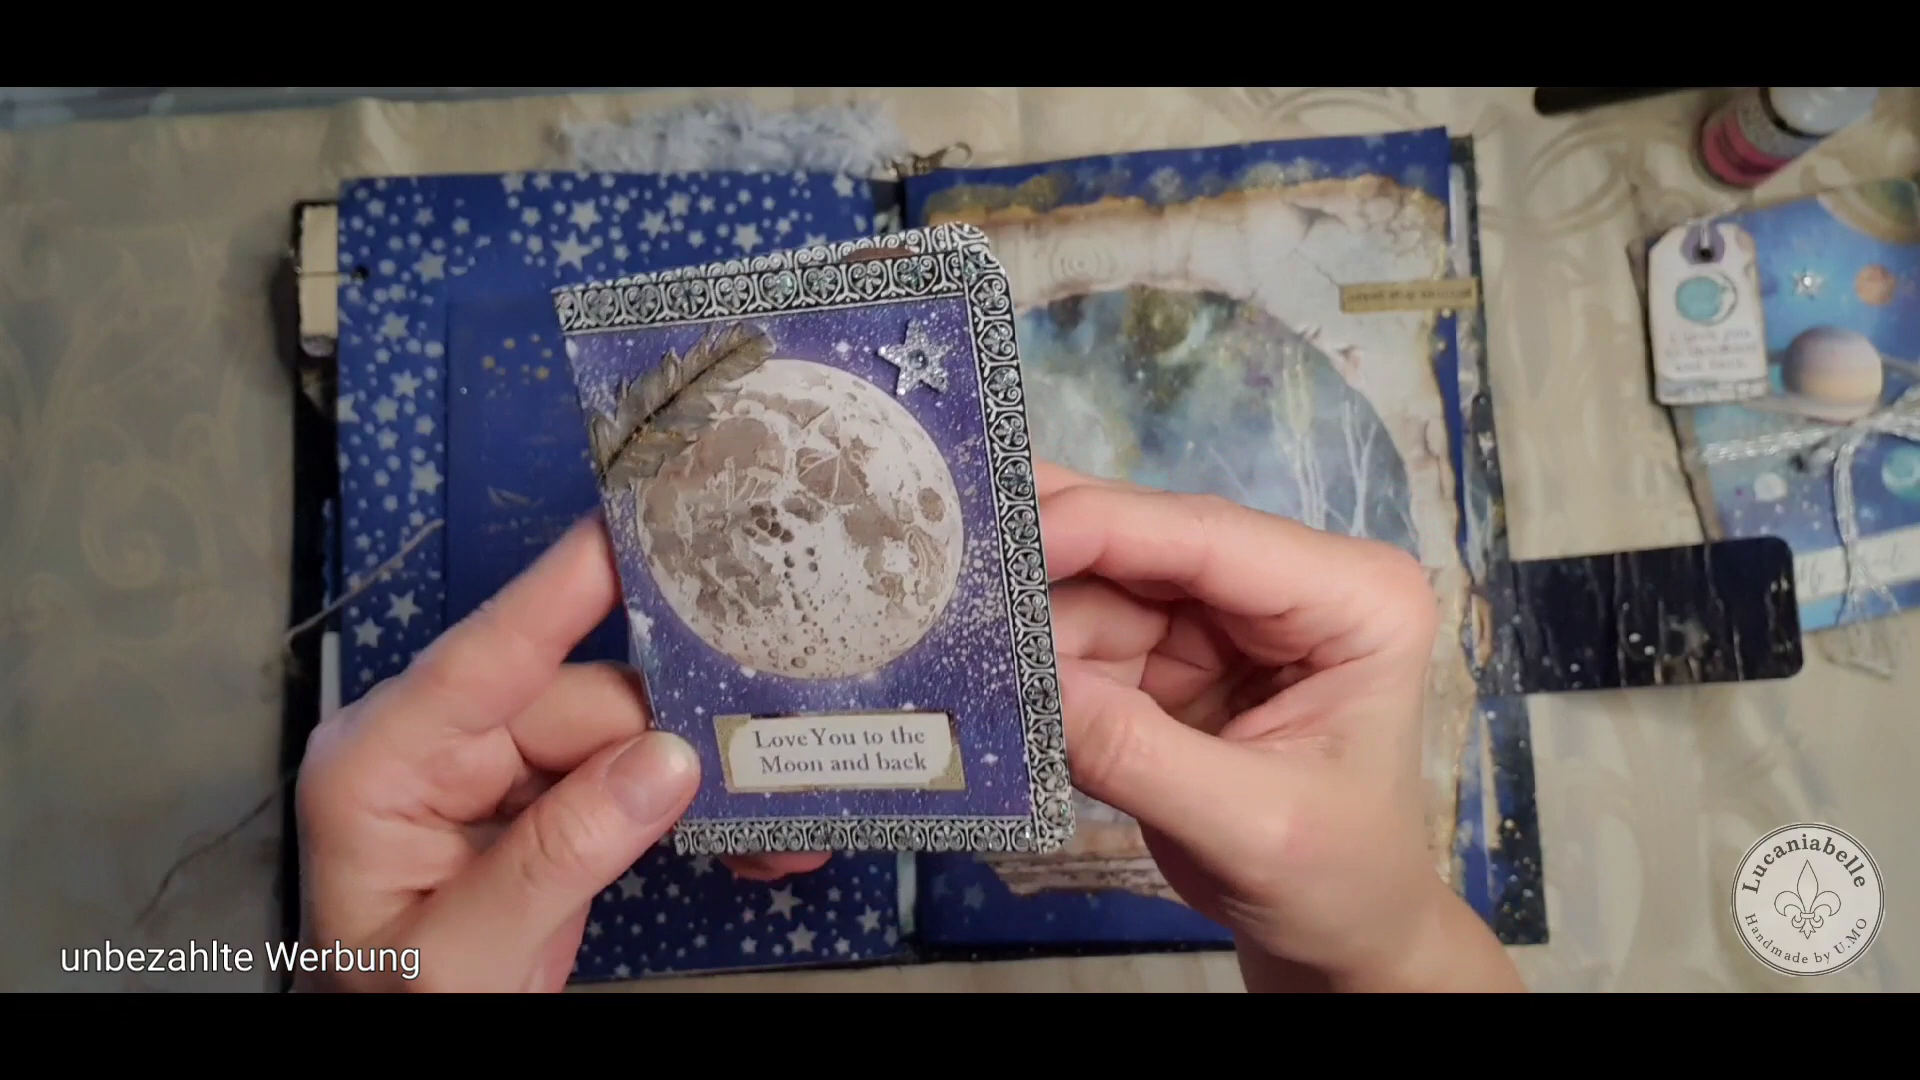 Love You to the
Moon and back
unbezahlte Werbung
Lucaniabelle
Handmade by U.MO